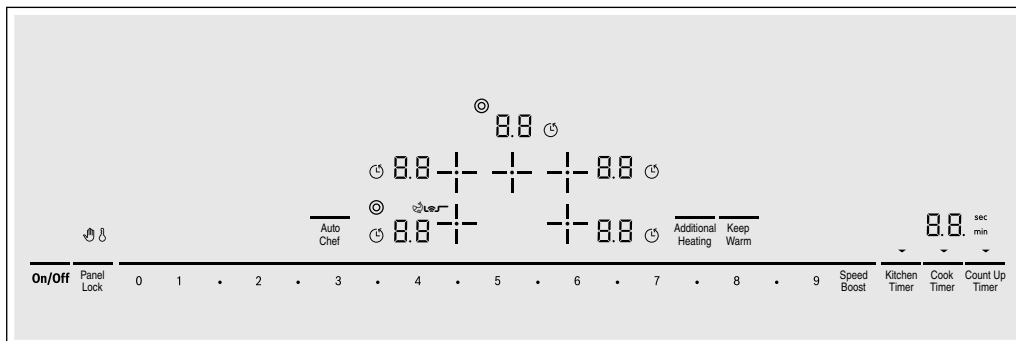 8.8
8.8 8.8
8.8 8.8
Auto
Chef
Additional
Heating
Keep
Warm
8.8.
sec
min
On/Off
Panel
Lock
0 1 • 2 • 3 • 4 • 5 • 6 • 7 • 8 • 9
Speed
Boost
Kitchen
Timer
Cook
Timer
Count Up
Timer